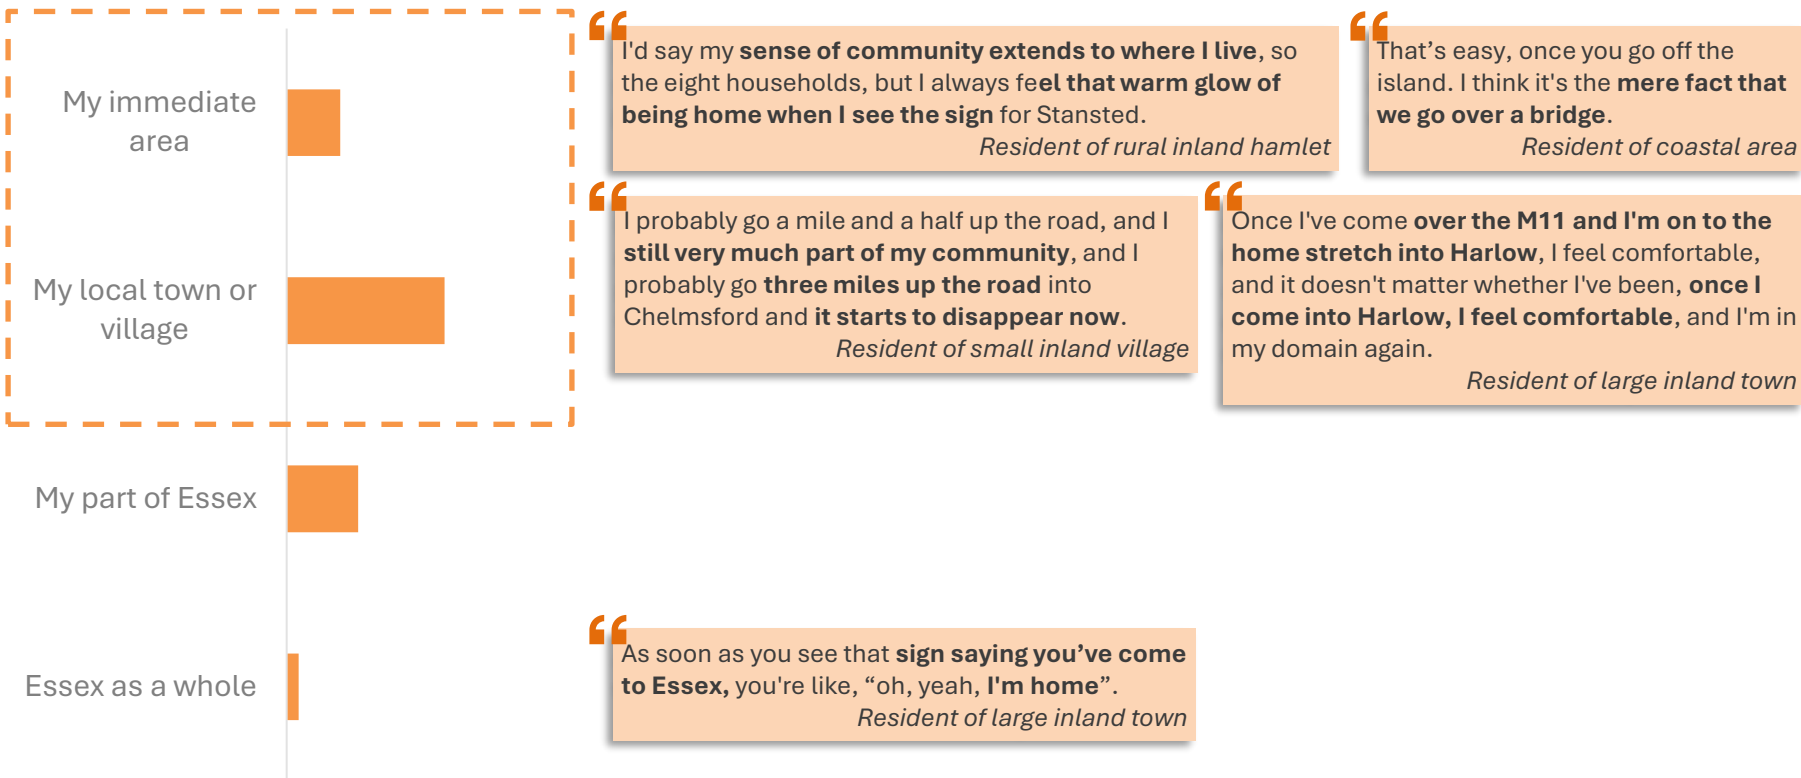 My immediate
area
My local town or
village
My part of Essex
Essex as a whole
“
I'd say my sense of community extends to where I live, so
the eight households, but I always feel that warm glow of
being home when I see the sign for Stansted.
Resident of rural inland hamlet
“
That’s easy, once you go off the
island. I think it's the mere fact that
we go over a bridge.
Resident of coastal area
“
I probably go a mile and a half up the road, and I
still very much part of my community, and I
probably go three miles up the road into
Chelmsford and it starts to disappear now.
Resident of small inland village
“
Once I've come over the M11 and I'm on to the
home stretch into Harlow, I feel comfortable,
and it doesn't matter whether I've been, once I
come into Harlow, I feel comfortable, and I'm in
my domain again.
Resident of large inland town
“
As soon as you see that sign saying you’ve come
to Essex, you're like, “oh, yeah, I'm home”.
Resident of large inland town